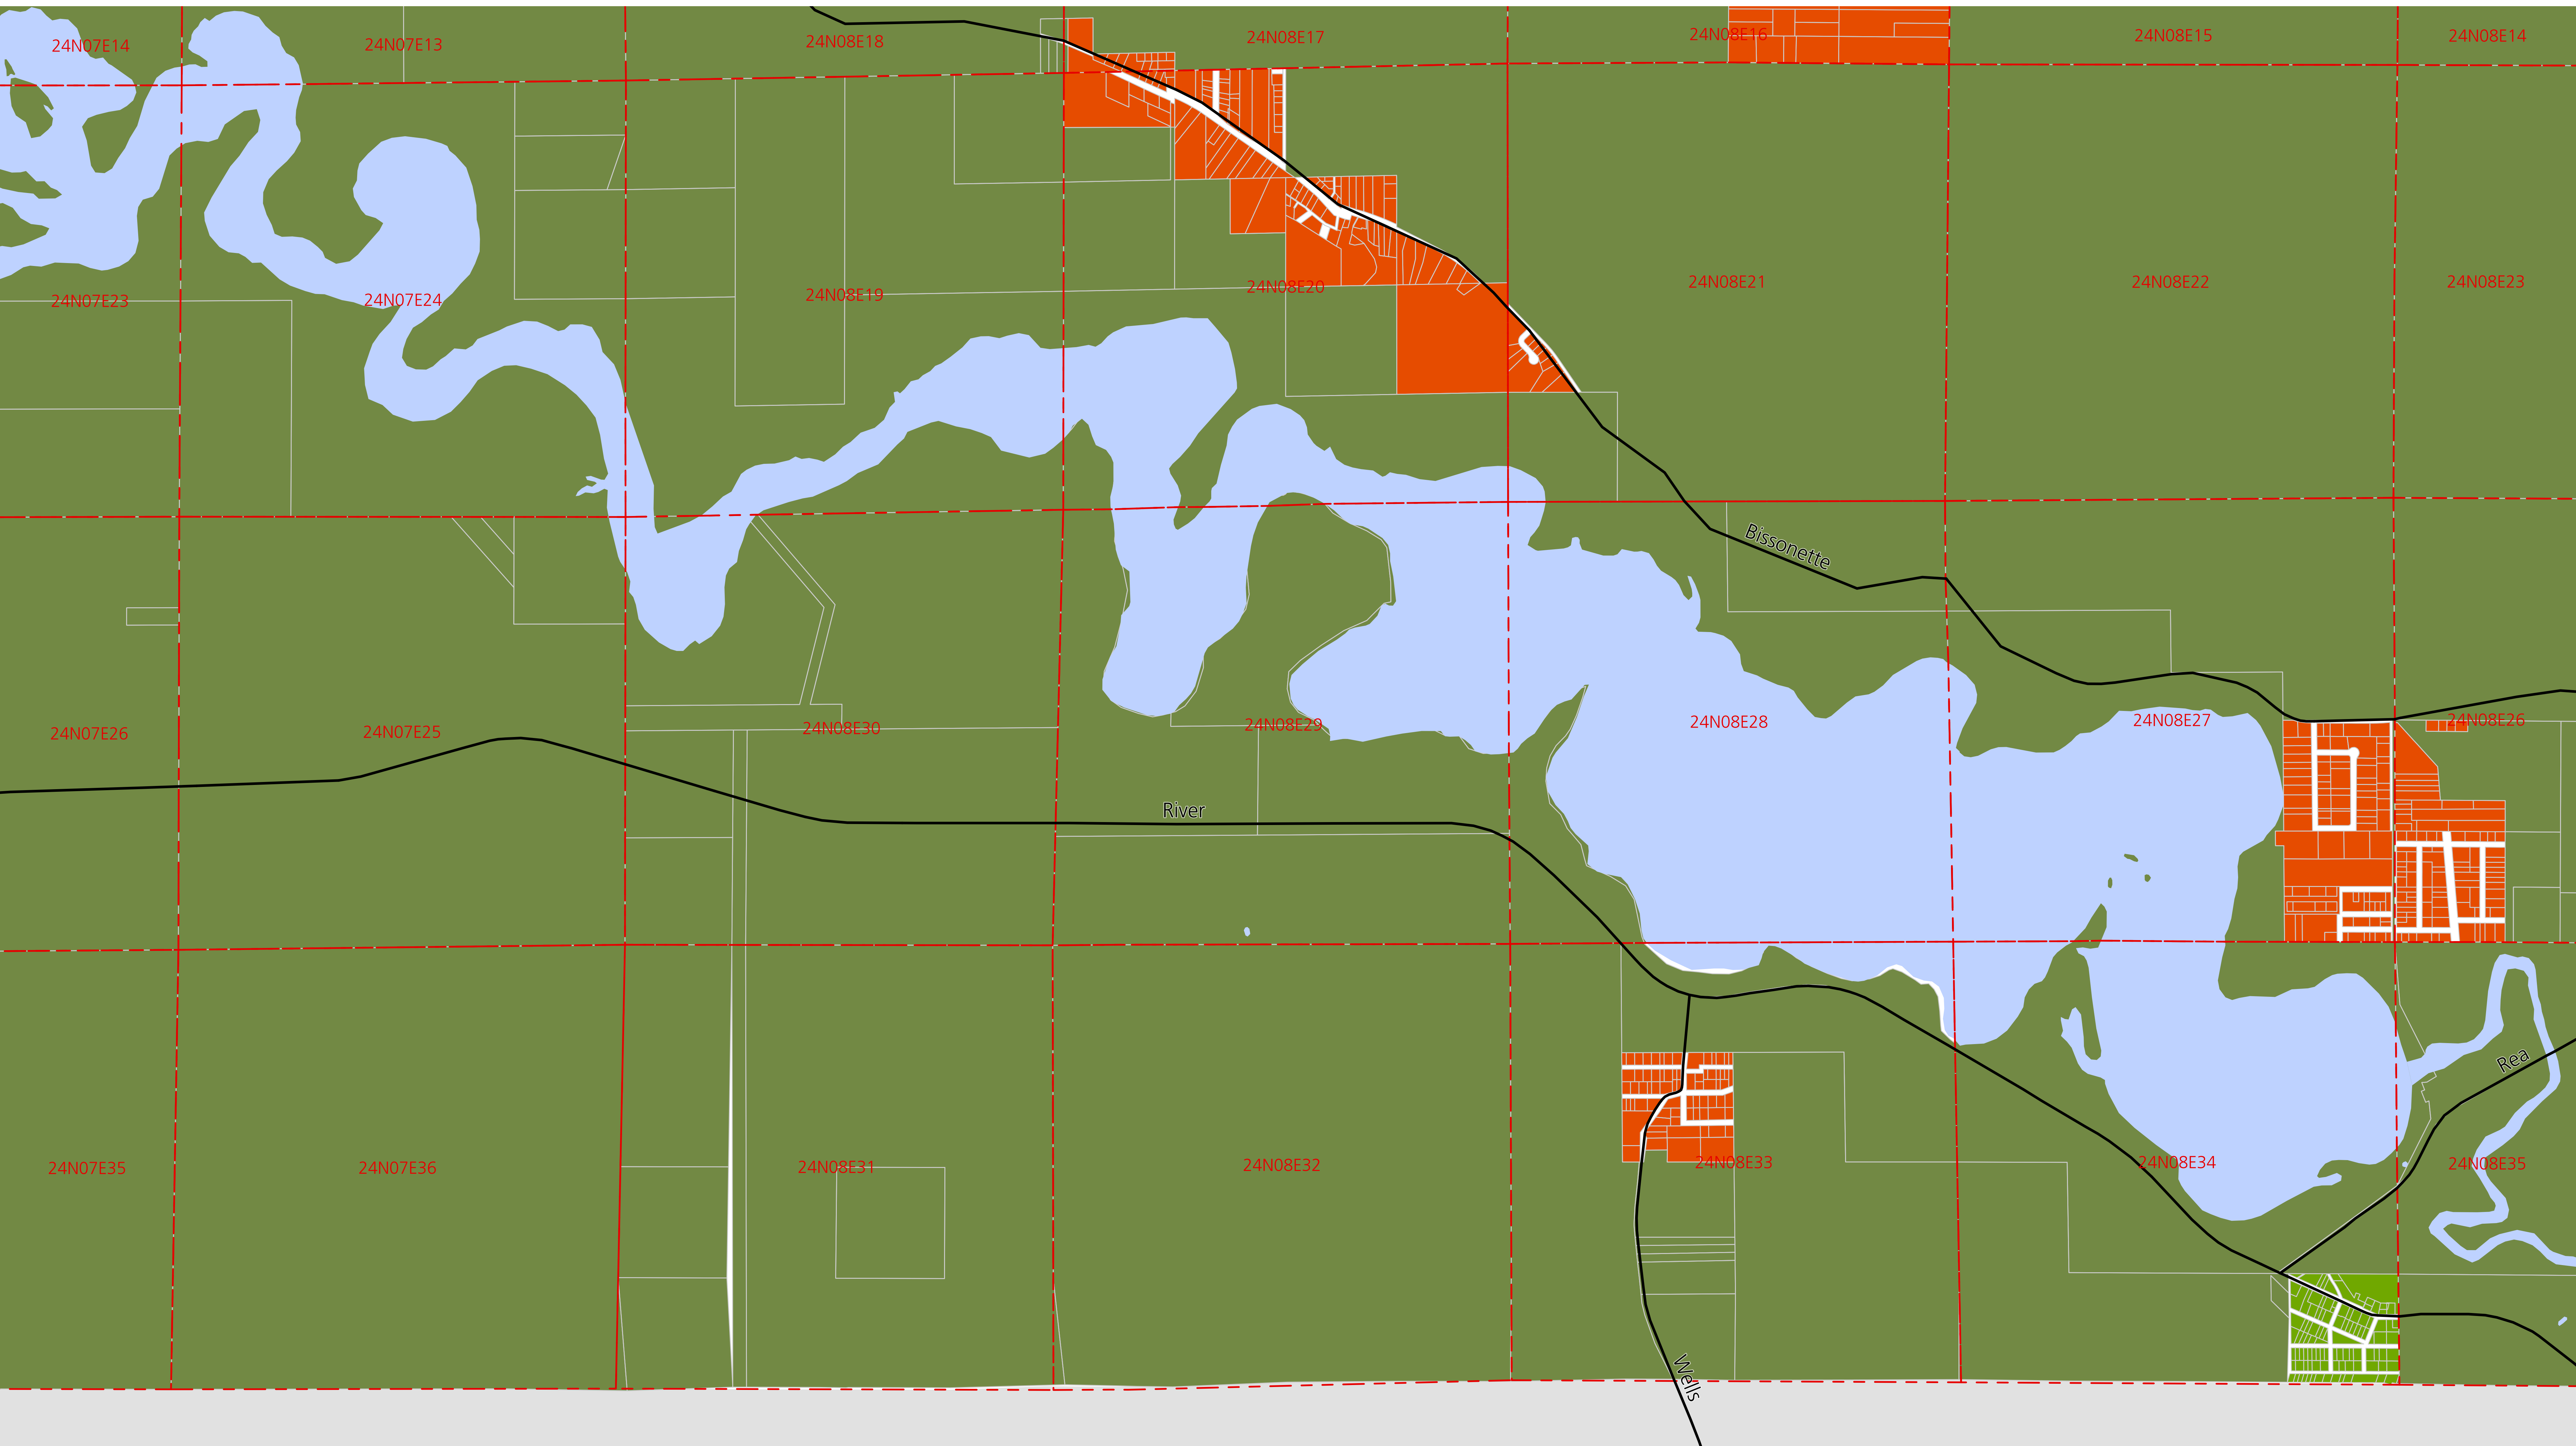 24N07E14
24N07E13
24N08E18
24N08E17
24N08E16
24N08E15
24N08E14
24N07E23
24N07E24
24N08E19
24N08E20
24N08E21
24N08E22
24N08E23
Bissonette
24N07E26
24N07E25
24N08E30
24N08E29
24N08E28
24N08E27
24N08E26
River
Rea
24N07E35
24N07E36
24N08E31
24N08E32
24N08E33
24N08E34
24N08E35
Wells